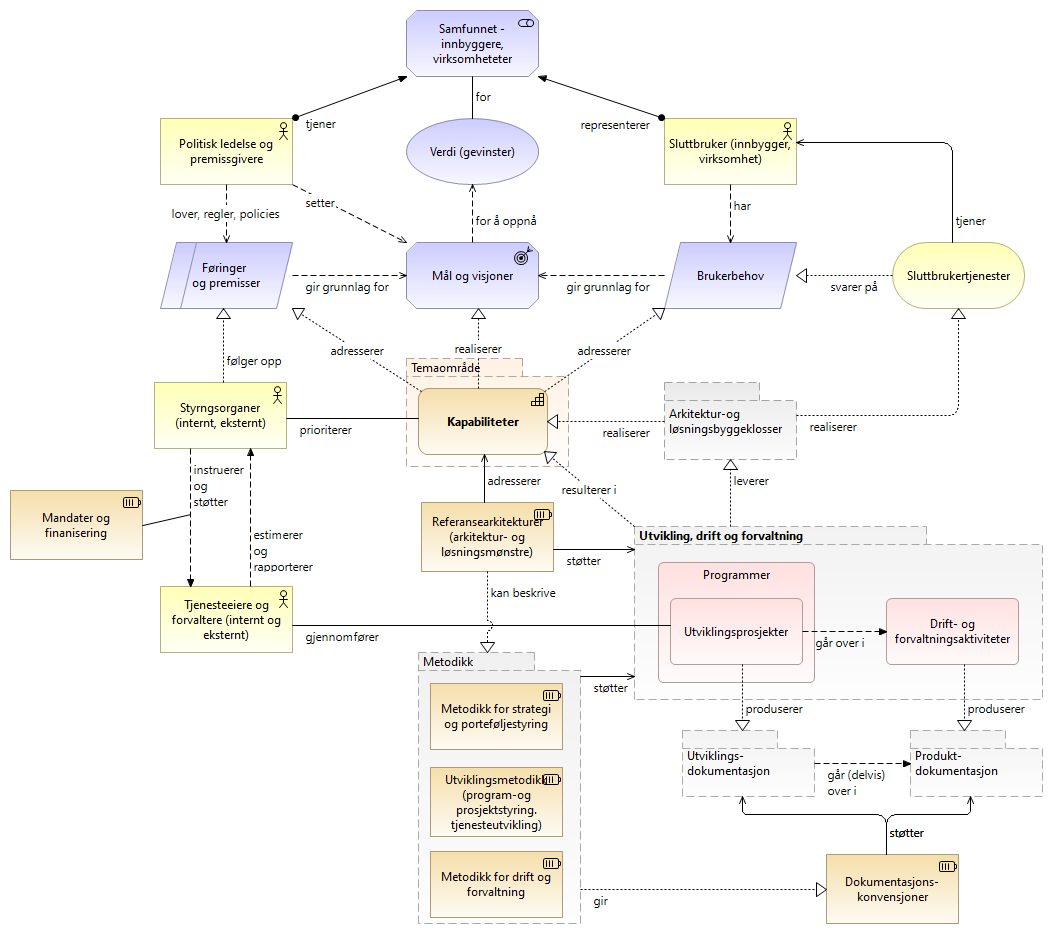 Samfunnet -
innbyggere,
virksomheteter
for
tjener
representerer
Politisk ledelse og
premissgivere
Verdi (gevinster)
Sluttbruker (innbygger,
virksomhet)
lover, regler, policies
setter
for å oppnå
har
tjener
Føringer
og premisser
gir grunnlag for
Mål og visjoner
gir grunnlag for
Brukerbehov
svarer på
Sluttbrukertjenester
følger opp
adresserer
realiserer
adresserer
Temaområde
Styrngsorganer
(internt, eksternt)
prioriterer
Kapabiliteter
realiserer
Arkitektur-og
løsningsbyggeklosser
realiserer
instruerer
og
støtter
adresserer
resulterer i
leverer
Mandater og
finanisering
estimerer
og
rapporterer
Referansearkitekturer
(arkitektur- og
løsningsmønstre)
støtter
kan beskrive
Utvikling, drift og forvaltning
Programmer
Utviklingsprosjekter
går over i
Drift- og
forvaltningsaktiviteter
Tjenesteeiere og
forvaltere (internt og
eksternt)
gjennomfører
Metodikk
støtter
produserer
produserer
Metodikk for strategi
og porteføljestyring
Utviklingsmetodikk
(program-og
prosjektstyring.
tjenesteutvikling)
Metodikk for drift og
forvaltning
Utviklings-
dokumentasjon
går (delvis)
over i
Produkt-
dokumentasjon
støtter
gir
Dokumentasjons-
konvensjoner